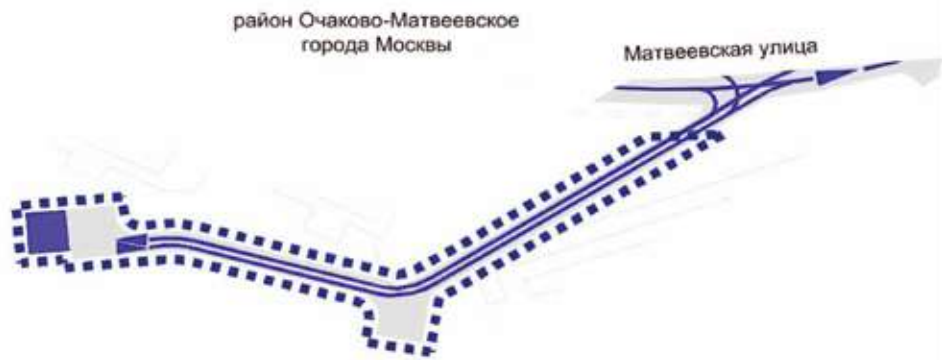 район Очаково-Матвеевское
города Москвы
Матвеевская улица